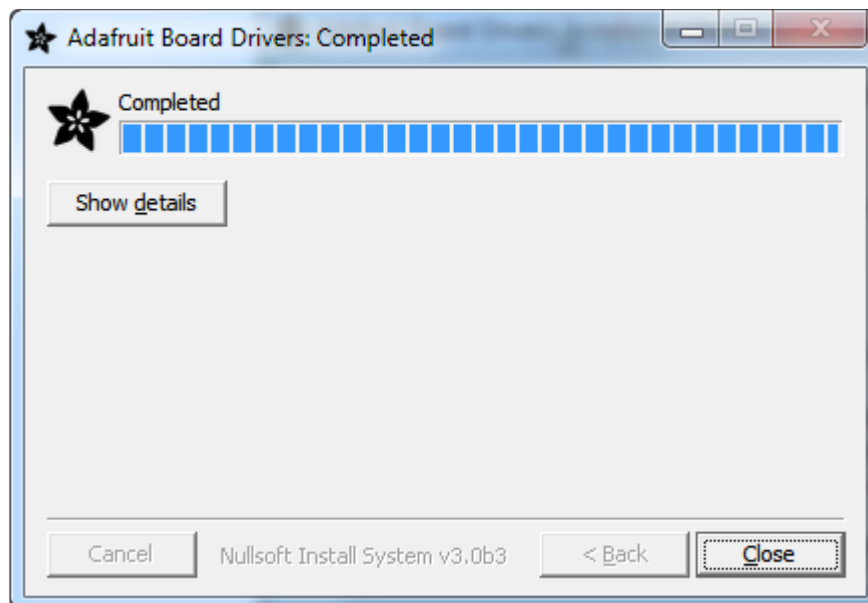 Adafruit Board Drivers: Completed
Completed
Show details
Cancel
Nullsoft Install System v3.0b3
< Back
Close